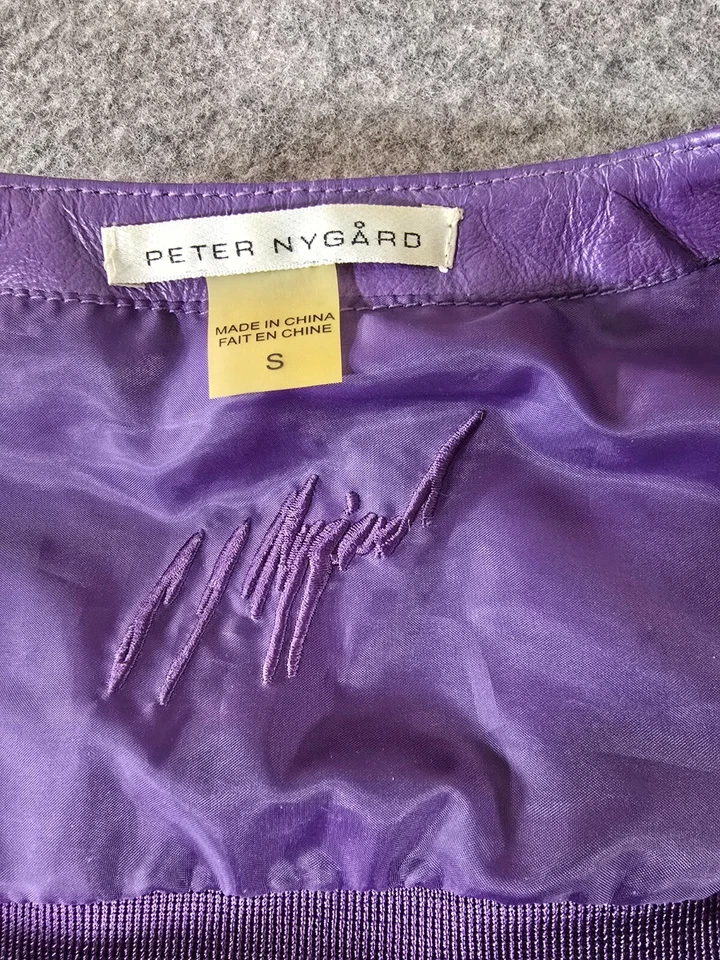 PETER NYGÅRD
MADE IN CHINA
FAIT EN CHINE
S